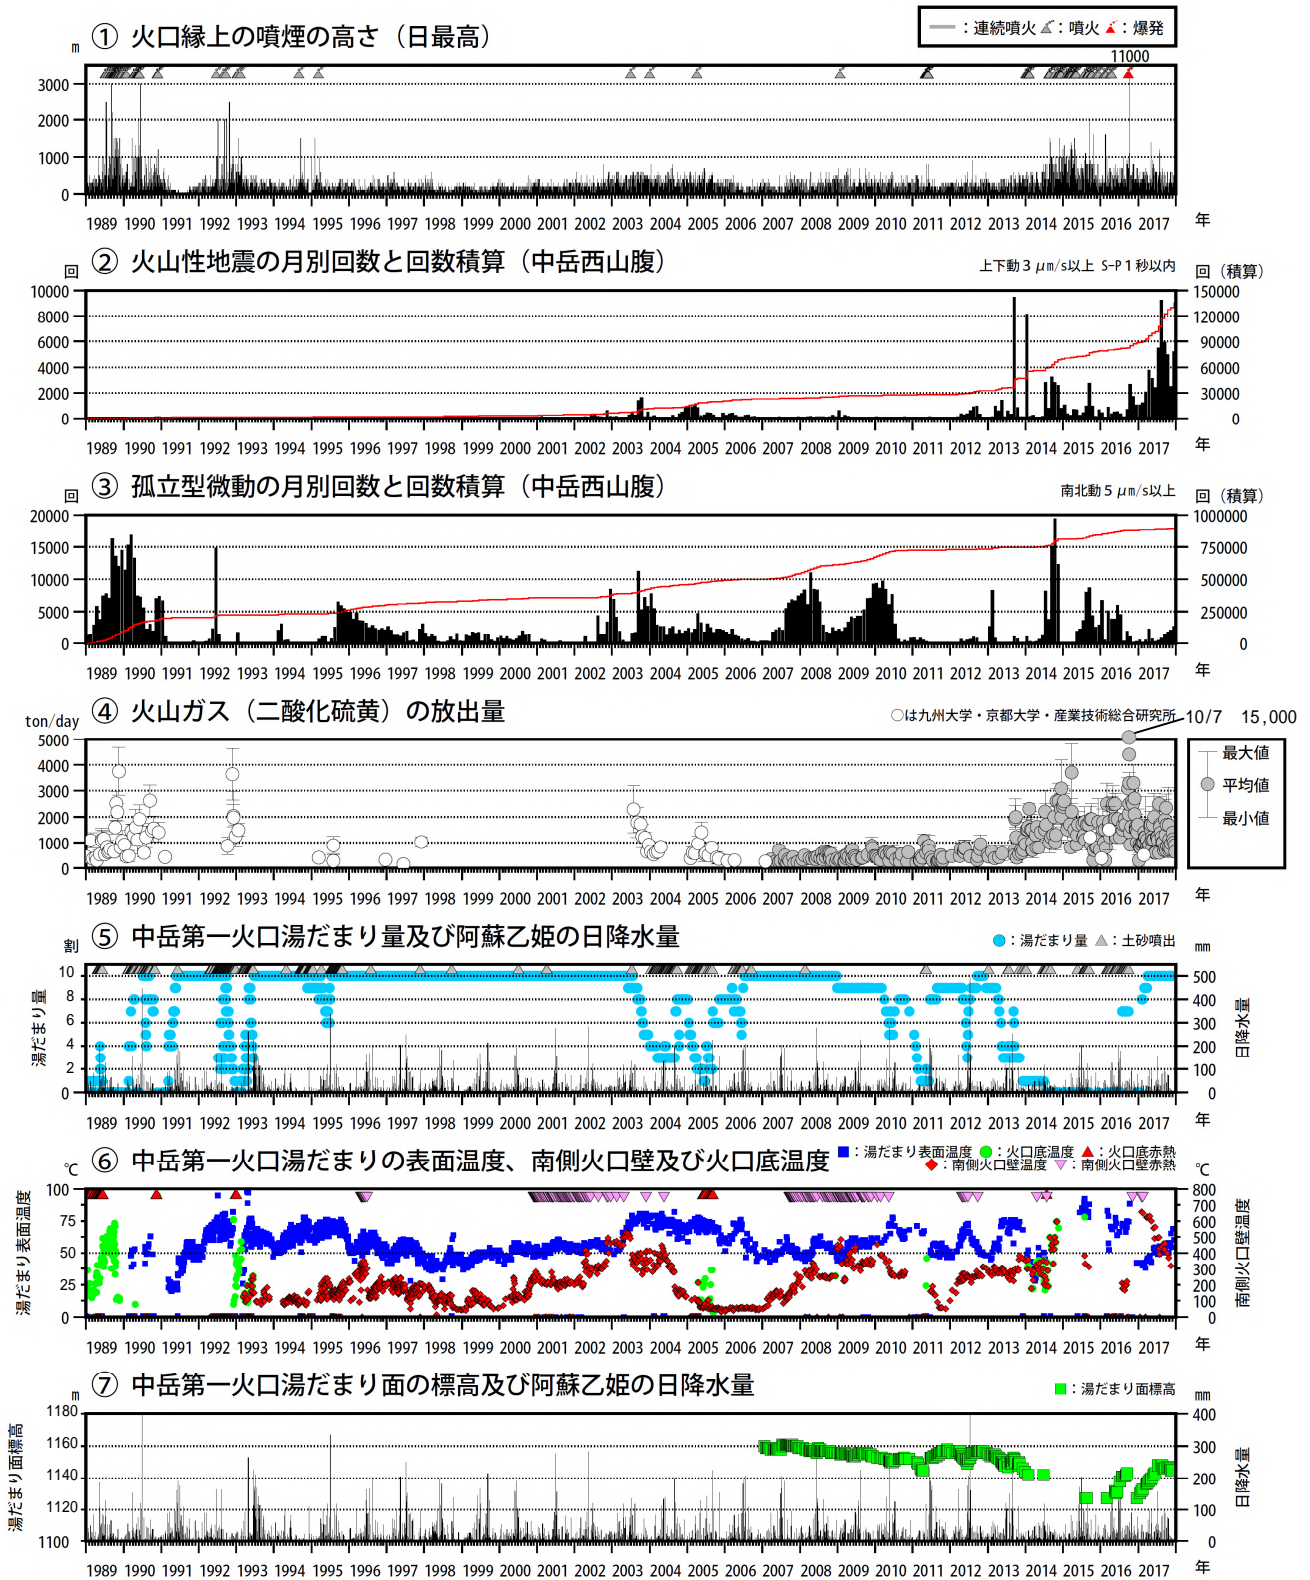 ━：連続噴火 △：噴火 ▲：爆発
① 火口縁上の噴煙の高さ（日最高）
m
11000
3000
2000
1000
0
1989 1990 1991 1992 1993 1994 1995 1996 1997 1998 1999 2000 2001 2002 2003 2004 2005 2006 2007 2008 2009 2010 2011 2012 2013 2014 2015 2016 2017 年
② 火山性地震の月別回数と回数積算（中岳西山腹）
上下動３μm/s以上 S-P１秒以内
回 回（積算）
10000 150000
8000 120000
6000 90000
4000 60000
2000 30000
0 0
1989 1990 1991 1992 1993 1994 1995 1996 1997 1998 1999 2000 2001 2002 2003 2004 2005 2006 2007 2008 2009 2010 2011 2012 2013 2014 2015 2016 2017 年
③ 孤立型微動の月別回数と回数積算（中岳西山腹）
南北動５μm/s以上
回 回（積算）
20000 1000000
15000 750000
10000 500000
5000 250000
0 0
1989 1990 1991 1992 1993 1994 1995 1996 1997 1998 1999 2000 2001 2002 2003 2004 2005 2006 2007 2008 2009 2010 2011 2012 2013 2014 2015 2016 2017 年
④ 火山ガス（二酸化硫黄）の放出量
ton/day
○は九州大学・京都大学・産業技術総合研究所
10/7 15,000
5000
4000
3000
2000
1000
0
最大値
平均値
最小値
1989 1990 1991 1992 1993 1994 1995 1996 1997 1998 1999 2000 2001 2002 2003 2004 2005 2006 2007 2008 2009 2010 2011 2012 2013 2014 2015 2016 2017 年
⑤ 中岳第一火口湯だまり量及び阿蘇乙姫の日降水量
●：湯だまり量 ▲：土砂噴出
割 mm
湯だまり量
日降水量
10 500
8 400
6 300
4 200
2 100
0 0
1989 1990 1991 1992 1993 1994 1995 1996 1997 1998 1999 2000 2001 2002 2003 2004 2005 2006 2007 2008 2009 2010 2011 2012 2013 2014 2015 2016 2017 年
⑥ 中岳第一火口湯だまりの表面温度、南側火口壁及び火口底温度
■：湯だまり表面温度 ●：火口底温度 ▲：火口底赤熱
◆：南側火口壁温度 ▼：南側火口壁赤熱
℃ ℃
湯だまり表面温度
南側火口壁温度
100 800
700
75 600
500
50 400
300
25 200
100
0 0
1989 1990 1991 1992 1993 1994 1995 1996 1997 1998 1999 2000 2001 2002 2003 2004 2005 2006 2007 2008 2009 2010 2011 2012 2013 2014 2015 2016 2017 年
⑦ 中岳第一火口湯だまり面の標高及び阿蘇乙姫の日降水量
■：湯だまり面標高
m mm
湯だまり面標高
日降水量
1180 400
1160 300
1140 200
1120 100
1100 0
1989 1990 1991 1992 1993 1994 1995 1996 1997 1998 1999 2000 2001 2002 2003 2004 2005 2006 2007 2008 2009 2010 2011 2012 2013 2014 2015 2016 2017 年